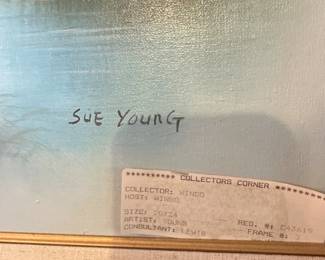 SUE YOUNG
***** COLLECTORS CORNER *****
COLLECTOR: WINGO
HOST: WINGO
SIZE:
ARTIST: YOUNG REG. #:
CONSULTANT: LEWIS FRAME #: